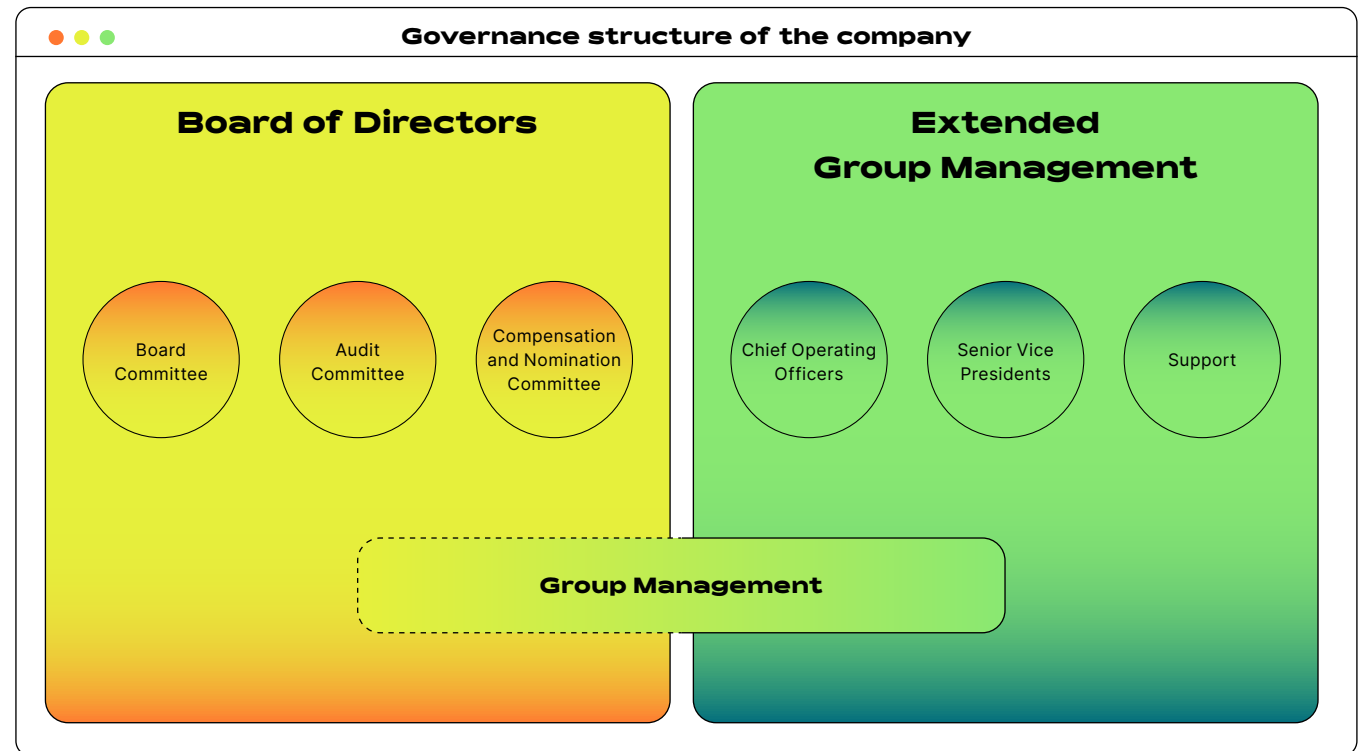 Governance structure of the company
Board of Directors
Board
Committee
Audit
Committee
Compensation
and Nomination
Committee
Extended
Group Management
Chief Operating
Officers
Senior Vice
Presidents
Support
Group Management